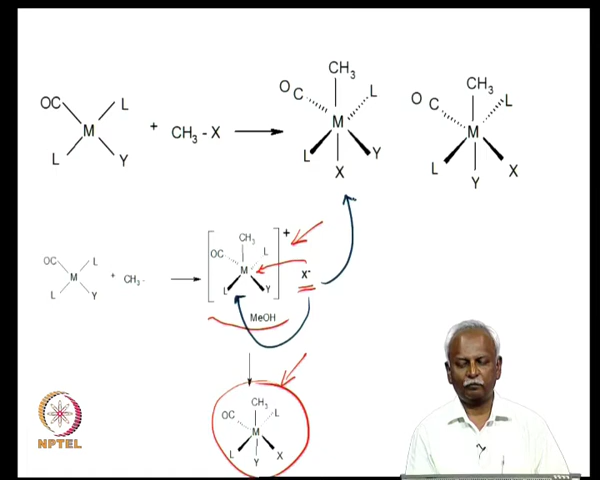 OC L M L Y + CH3 - X
CH3 OC L M L Y X
CH3 OC L M L X Y
OC L M L Y + CH3 -
CH3 OC L M L Y + X-
MeOH
CH3 OC L M L Y X
NPTEL